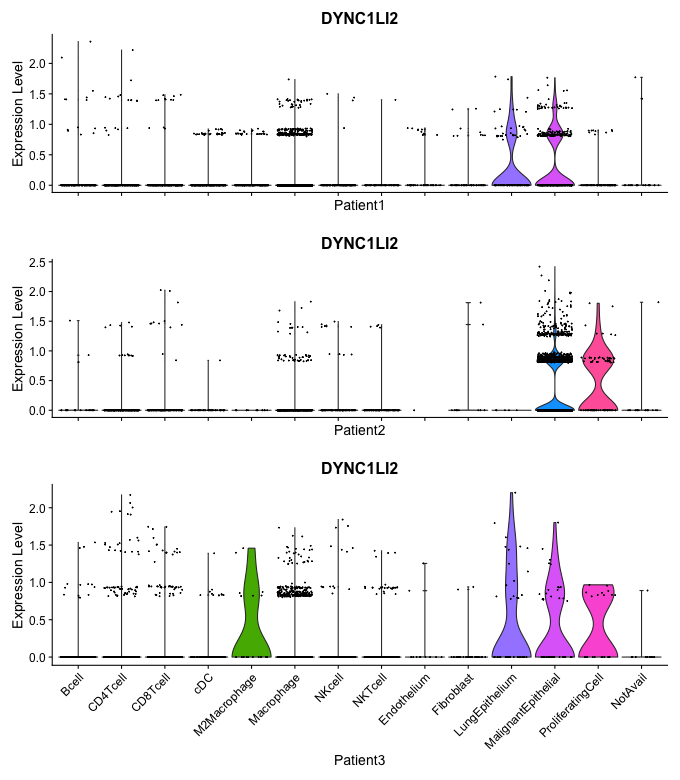 DYNC1LI2
Expression Level
2.0
1.5
1.0
0.5
0.0
Patient1
DYNC1LI2
Expression Level
2.5
2.0
1.5
1.0
0.5
0.0
Patient2
DYNC1LI2
Expression Level
2.0
1.5
1.0
0.5
0.0
Bcell
CD4Tcell
CD8Tcell
cDC
M2Macrophage
Macrophage
NKcell
NKTcell
Endothelium
Fibroblast
LungEpithelium
MalignantEpithelial
ProliferatingCell
NotAvail
Patient3